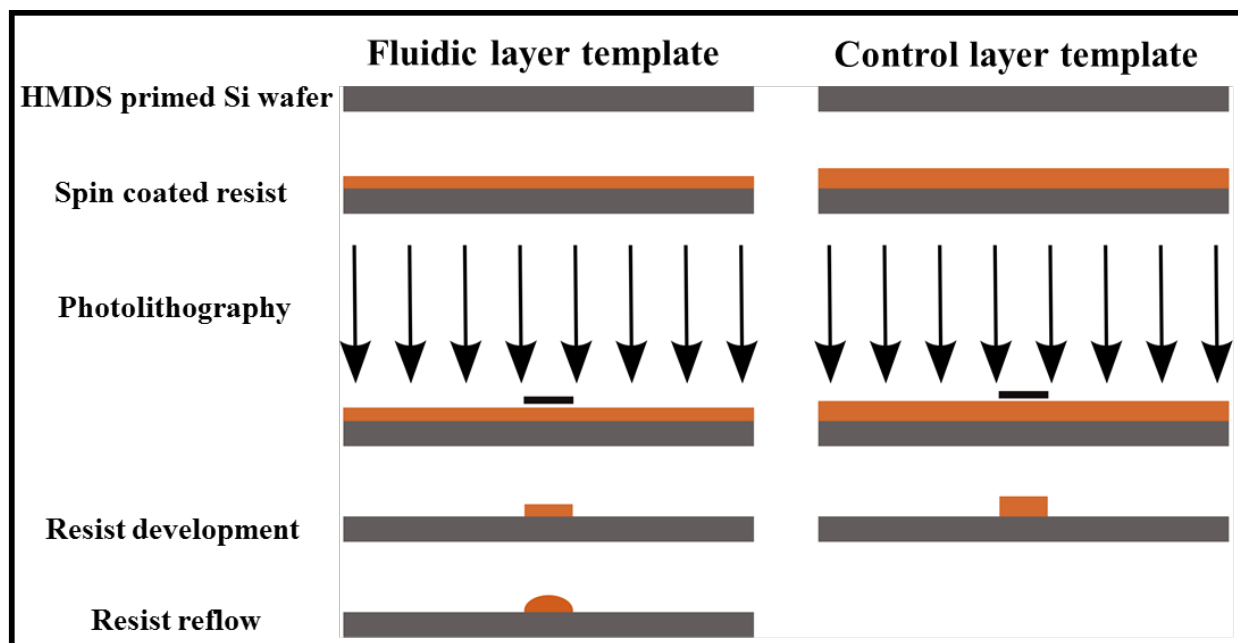 Fluidic layer template
Control layer template
HMDS primed Si wafer
Spin coated resist
Photolithography
Resist development
Resist reflow